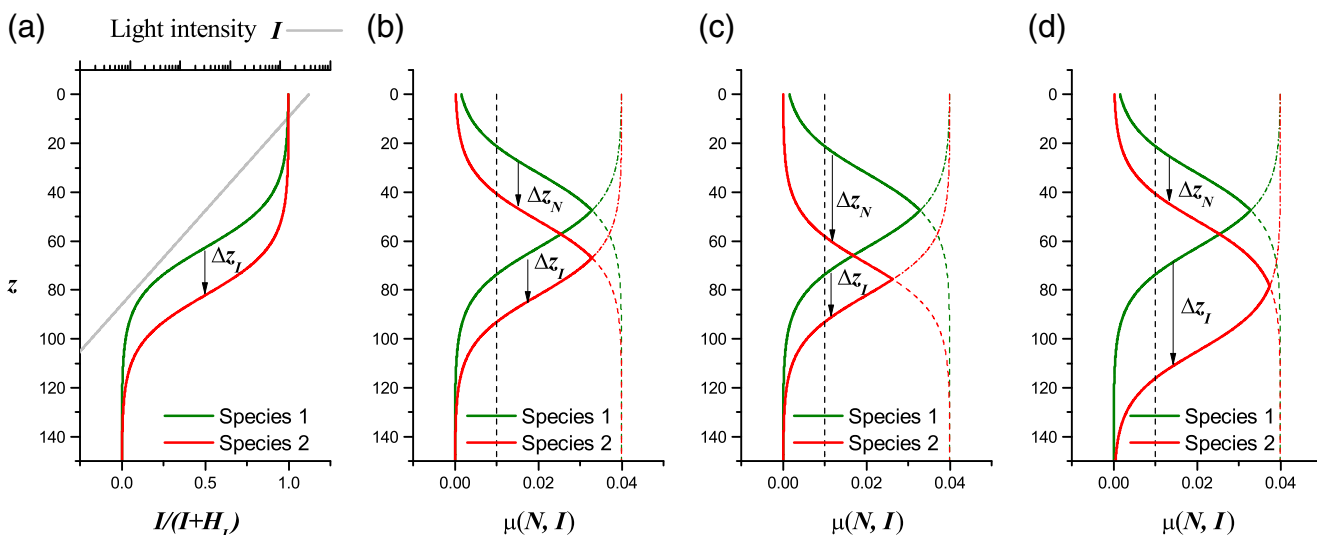 (a)
Light intensity I
(b)
(c)
(d)
z
0
20
40
60
80
100
120
140
Δz_I
Species 1
Species 2
0.0
0.5
1.0
I/(I+H_I)
0
20
40
60
80
100
120
140
Δz_N
Δz_I
Species 1
Species 2
0.00
0.02
0.04
μ(N, I)
0
20
40
60
80
100
120
140
Δz_N
Δz_I
Species 1
Species 2
0.00
0.02
0.04
μ(N, I)
0
20
40
60
80
100
120
140
Δz_N
Δz_I
Species 1
Species 2
0.00
0.02
0.04
μ(N, I)